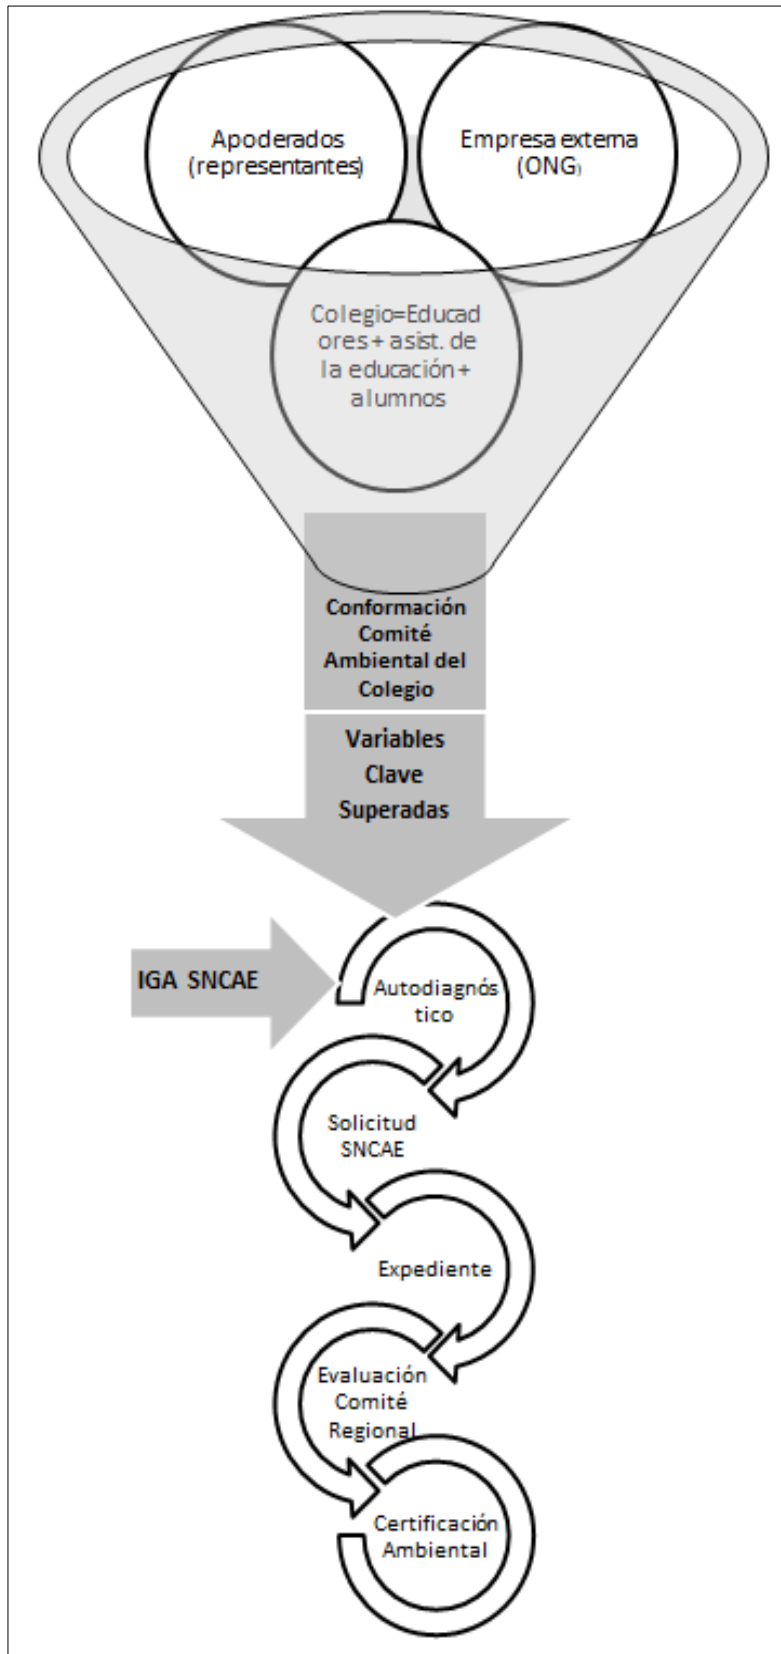 Apoderados
(representantes)
Empresa externa
(ONG)
Colegio=Educad
ores + asist. de
la educación +
alumnos
Conformación
Comité
Ambiental del
Colegio
Variables
Clave
Superadas
IGA SNCAE
Autodiagnós
tico
Solicitud
SNCAE
Expediente
Evaluación
Comité
Regional
Certificación
Ambiental